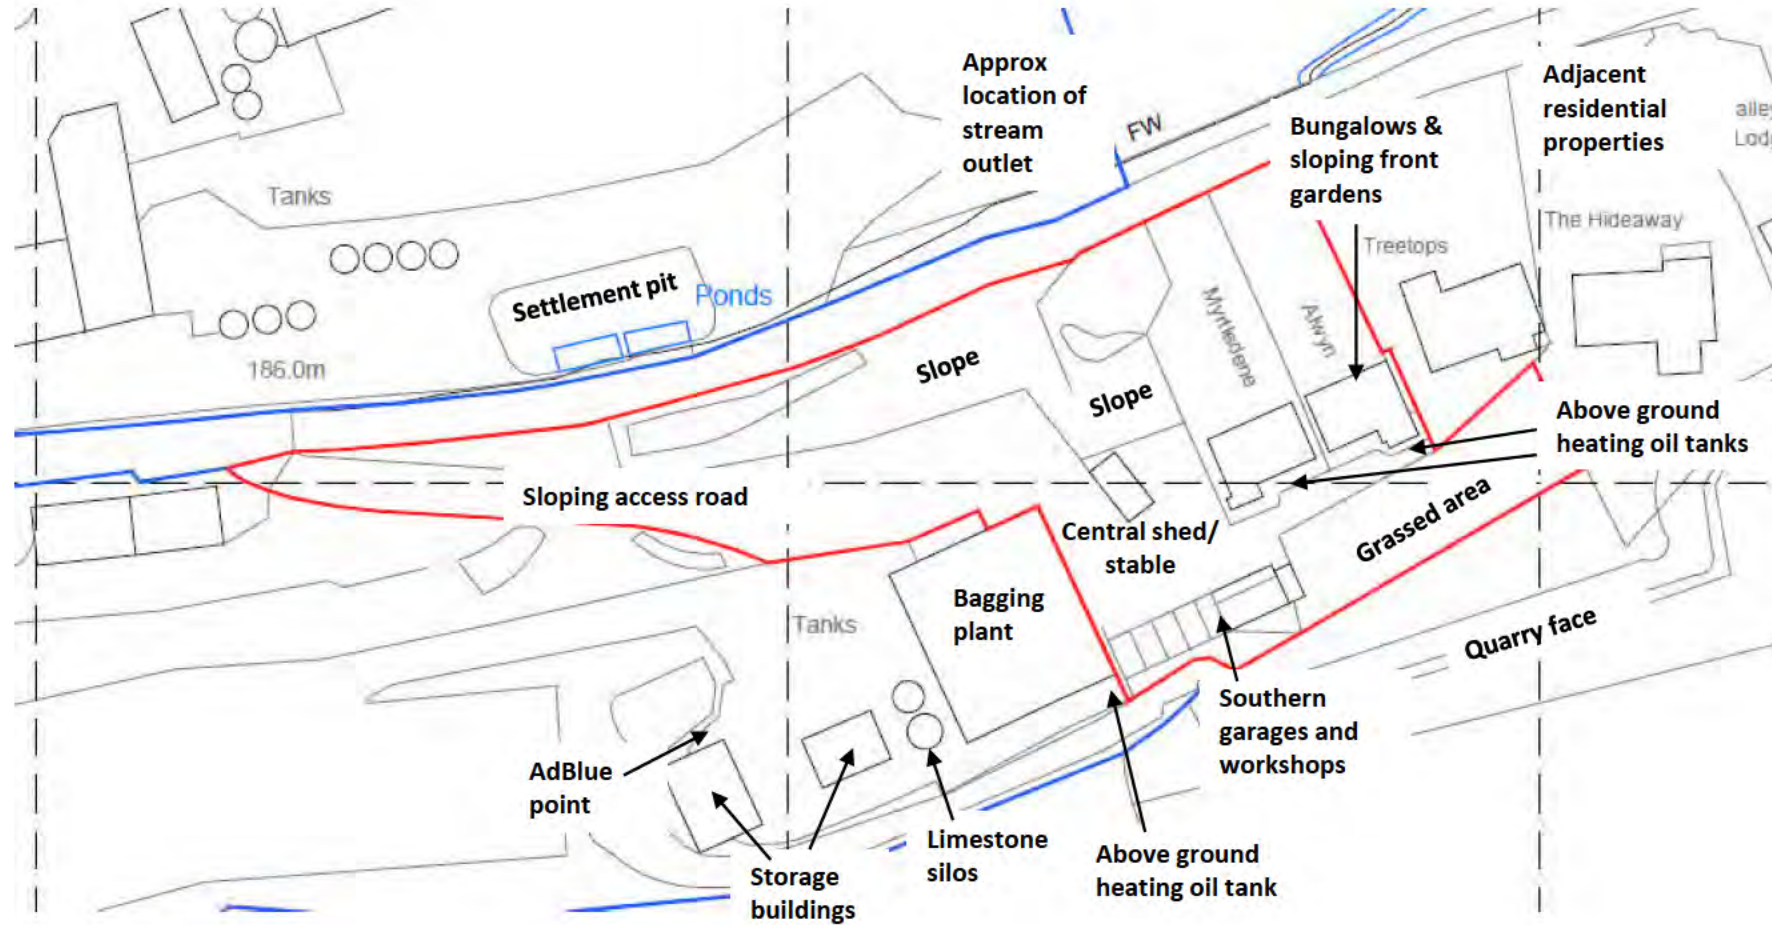 Approx
location of
stream
outlet
FW
Bungalows &
sloping front
gardens
Adjacent
residential
properties
Tanks
Treetops
The Hideaway
Settlement pit
Ponds
Myrtledene
Alwyn
186.0m
Slope
Slope
Above ground
heating oil tanks
Sloping access road
Central shed/
stable
Grassed area
Bagging
plant
Tanks
Quarry face
Southern
garages and
workshops
AdBlue
point
Storage
buildings
Limestone
silos
Above ground
heating oil tank